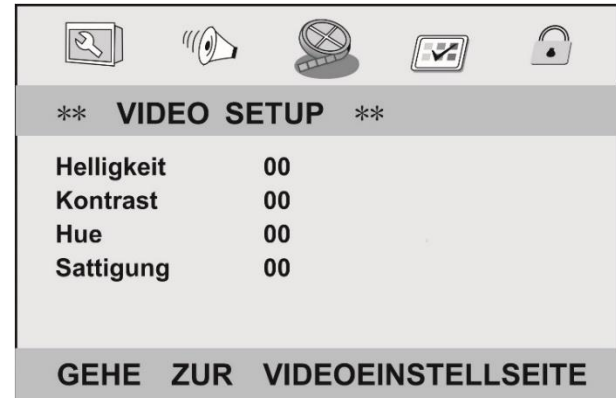 ** VIDEO SETUP **
Helligkeit 00
Kontrast 00
Hue 00
Sattigung 00
GEHE ZUR VIDEOEINSTELLSEITE